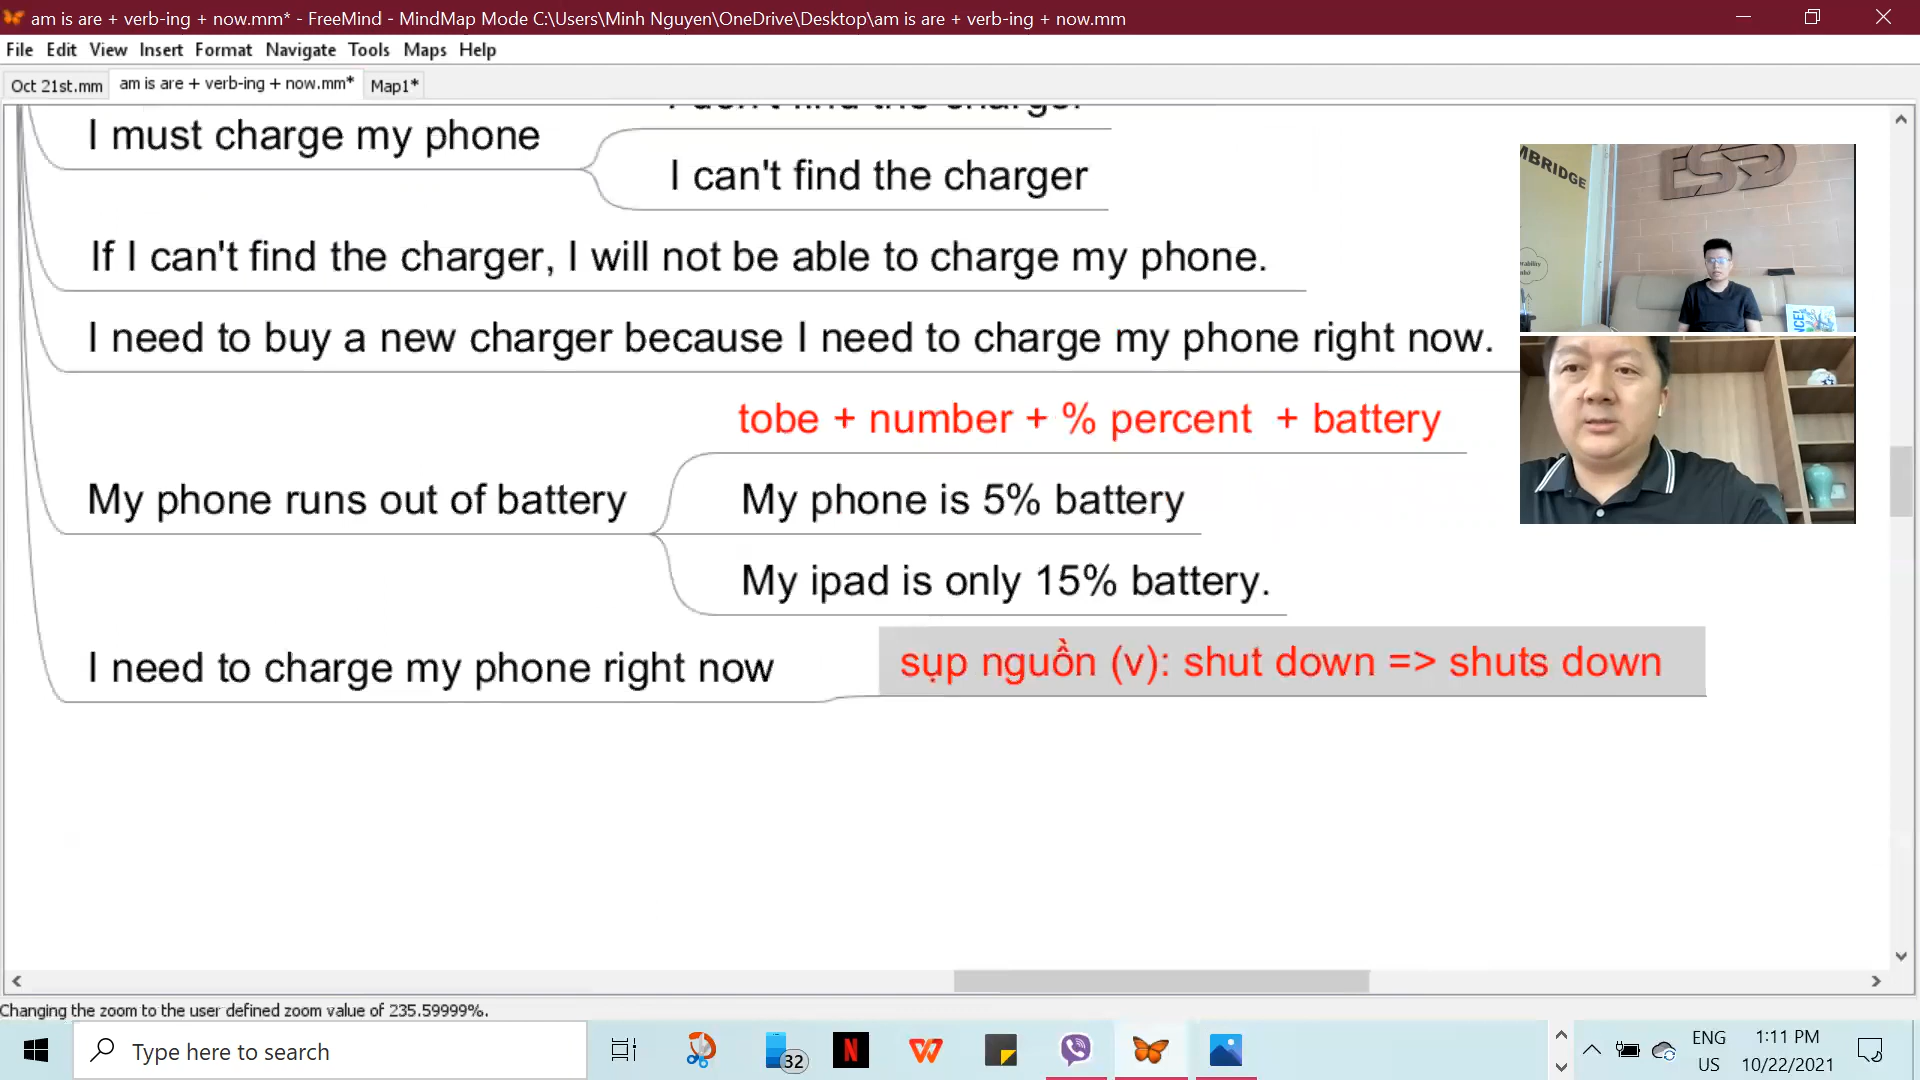 am is are + verb-ing + now.mm* - FreeMind - MindMap Mode C:\Users\Minh Nguyen\OneDrive\Desktop\am is are + verb-ing + now.mm
File Edit View Insert Format Navigate Tools Maps Help
Oct 21st.mm am is are + verb-ing + now.mm* Map1*
I don't find the charger
I must charge my phone
I can't find the charger
If I can't find the charger, I will not be able to charge my phone.
I need to buy a new charger because I need to charge my phone right now.
tobe + number + % percent + battery
My phone runs out of battery
My phone is 5% battery
My ipad is only 15% battery.
I need to charge my phone right now
sụp nguồn (v): shut down => shuts down
MBRIDGE
ESD
Changing the zoom to the user defined zoom value of 235.59999%.
Type here to search
32
ENG
US
1:11 PM
10/22/2021